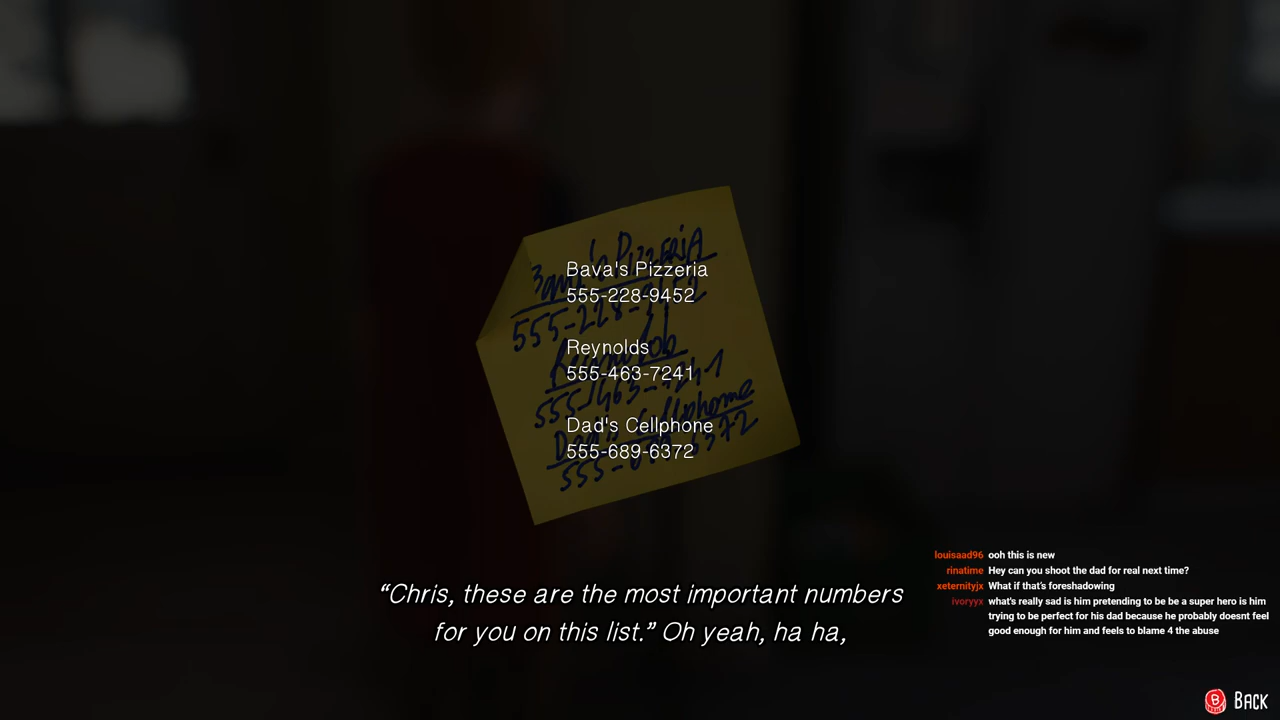 Bava's Pizzeria
555-228-9452
Reynolds
555-463-7241
Dad's Cellphone
555-689-6372
“Chris, these are the most important numbers
for you on this list.” Oh yeah, ha ha,
louisaad96 ooh this is new
rinatime Hey can you shoot the dad for real next time?
xeternityjx What if that's foreshadowing
ivoryyx what's really sad is him pretending to be be a super hero is him
trying to be perfect for his dad because he probably doesnt feel
good enough for him and feels to blame 4 the abuse
B BACK